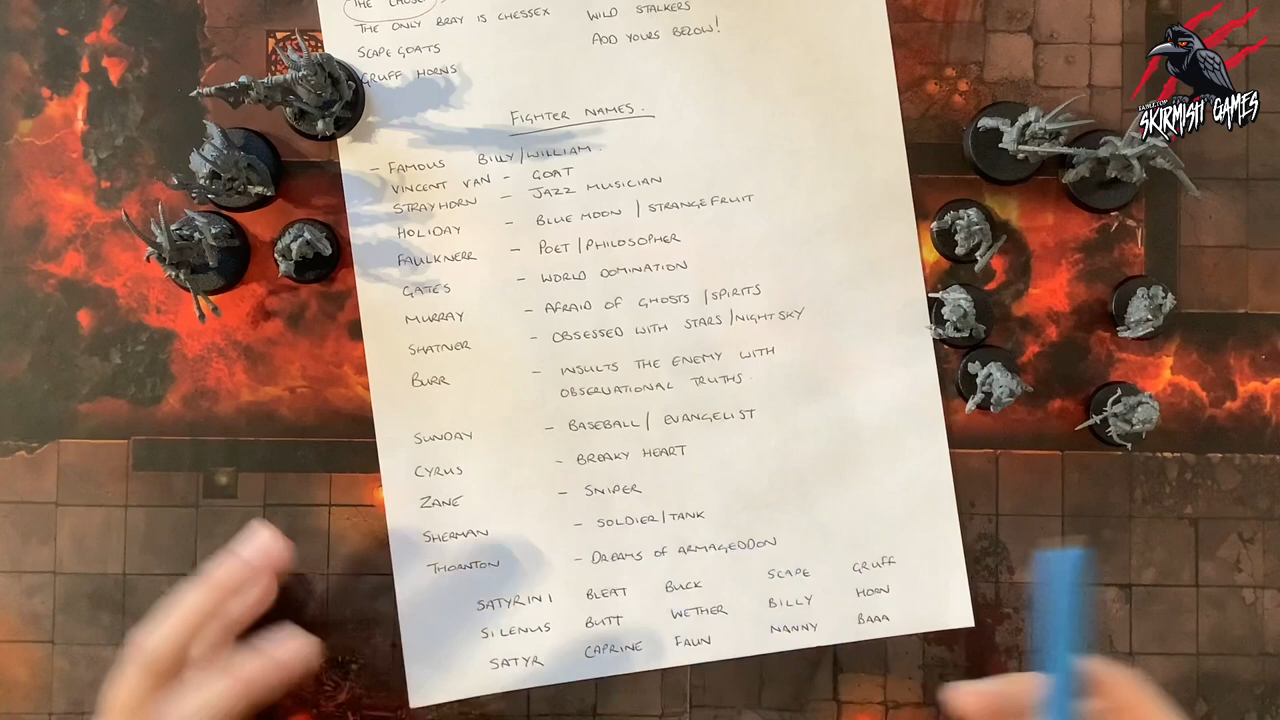 THE CHOSE
THE ONLY BRAY IS CHESSEX
SCAPE GOATS
GRUFF HORNS
WILD STALKERS
ADD YOURS BELOW!
FIGHTER NAMES.
- FAMOUS BILLY/WILLIAM.
VINCENT VAN - GOAT
STRAYHORN - JAZZ MUSICIAN
HOLIDAY - BLUE MOON / STRANGE FRUIT
FAULKNERR - POET/PHILOSOPHER
GATES - WORLD DOMINATION
MURRAY - AFRAID OF GHOSTS /SPIRITS
SHATNER - OBSESSED WITH STARS /NIGHT SKY
BURR - INSULTS THE ENEMY WITH
OBSERVATIONAL TRUTHS.
SUNDAY - BASEBALL/ EVANGELIST
CYRUS - BREAKY HEART
ZANE - SNIPER
SHERMAN - SOLDIER/TANK
THORNTON - DREAMS OF ARMAGEDDON
SATYRINI BLEAT BUCK SCAPE GRUFF
SILENUS BUTT WETHER BILLY HORN
SATYR CAPRINE FAUN NANNY BAAA
SKIRMISH GAMES